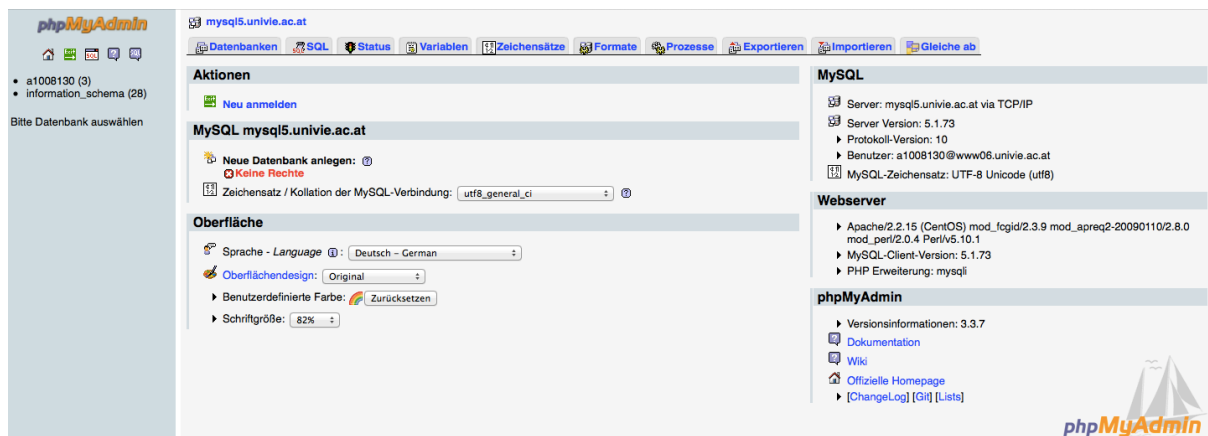 phpMyAdmin
a1008130 (3)
information_schema (28)
Bitte Datenbank auswählen
mysql5.univie.ac.at
Datenbanken SQL Status Variablen Zeichensätze Formate Prozesse Exportieren Importieren Gleiche ab
Aktionen
Neu anmelden
MySQL mysql5.univie.ac.at
Neue Datenbank anlegen:
Keine Rechte
Zeichensatz / Kollation der MySQL-Verbindung: utf8_general_ci
Oberfläche
Sprache - Language : Deutsch - German
Oberflächendesign: Original
Benutzerdefinierte Farbe: Zurücksetzen
Schriftgröße: 82%
MySQL
Server: mysql5.univie.ac.at via TCP/IP
Server Version: 5.1.73
Protokoll-Version: 10
Benutzer: a1008130@www06.univie.ac.at
MySQL-Zeichensatz: UTF-8 Unicode (utf8)
Webserver
Apache/2.2.15 (CentOS) mod_fcgid/2.3.9 mod_apreq2-20090110/2.8.0
mod_perl/2.0.4 Perl/v5.10.1
MySQL-Client-Version: 5.1.73
PHP Erweiterung: mysqli
phpMyAdmin
Versionsinformationen: 3.3.7
Dokumentation
Wiki
Offizielle Homepage
[ChangeLog] [Git] [Lists]
phpMyAdmin